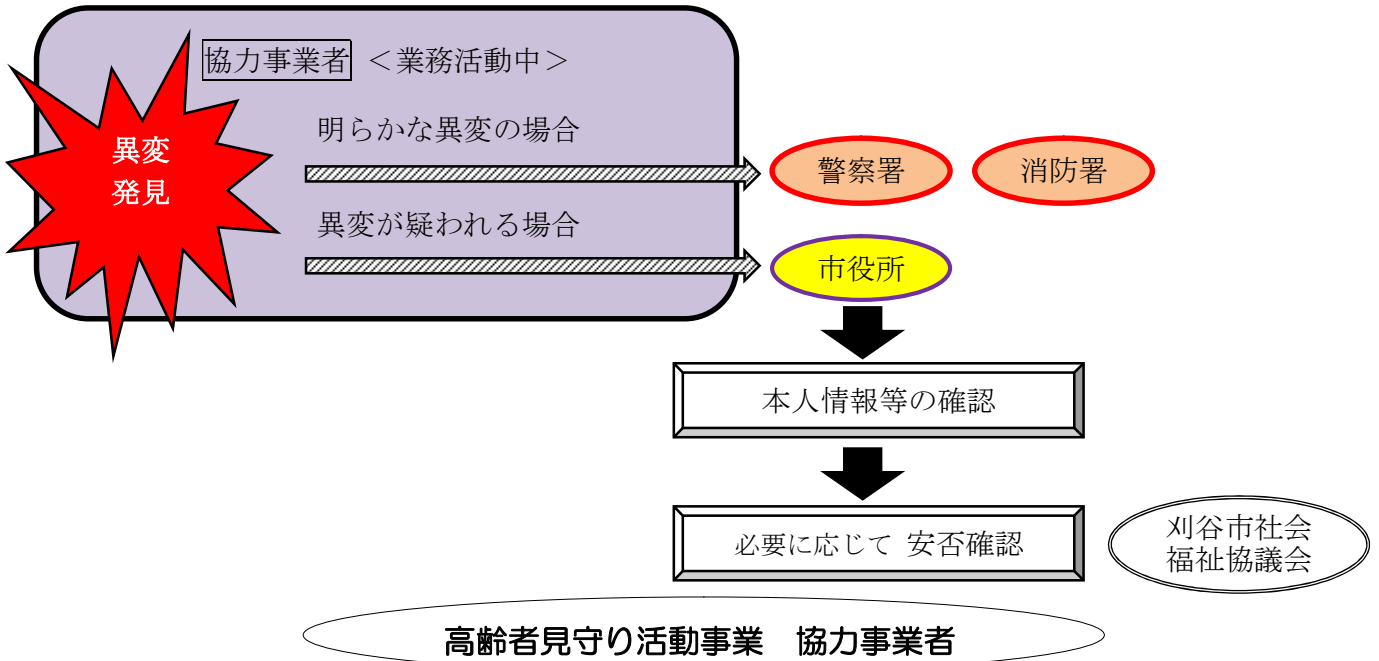 協力事業者 ＜業務活動中＞
異変
発見
明らかな異変の場合
警察署
消防署
異変が疑われる場合
市役所
本人情報等の確認
必要に応じて 安否確認
刈谷市社会
福祉協議会
高齢者見守り活動事業　協力事業者